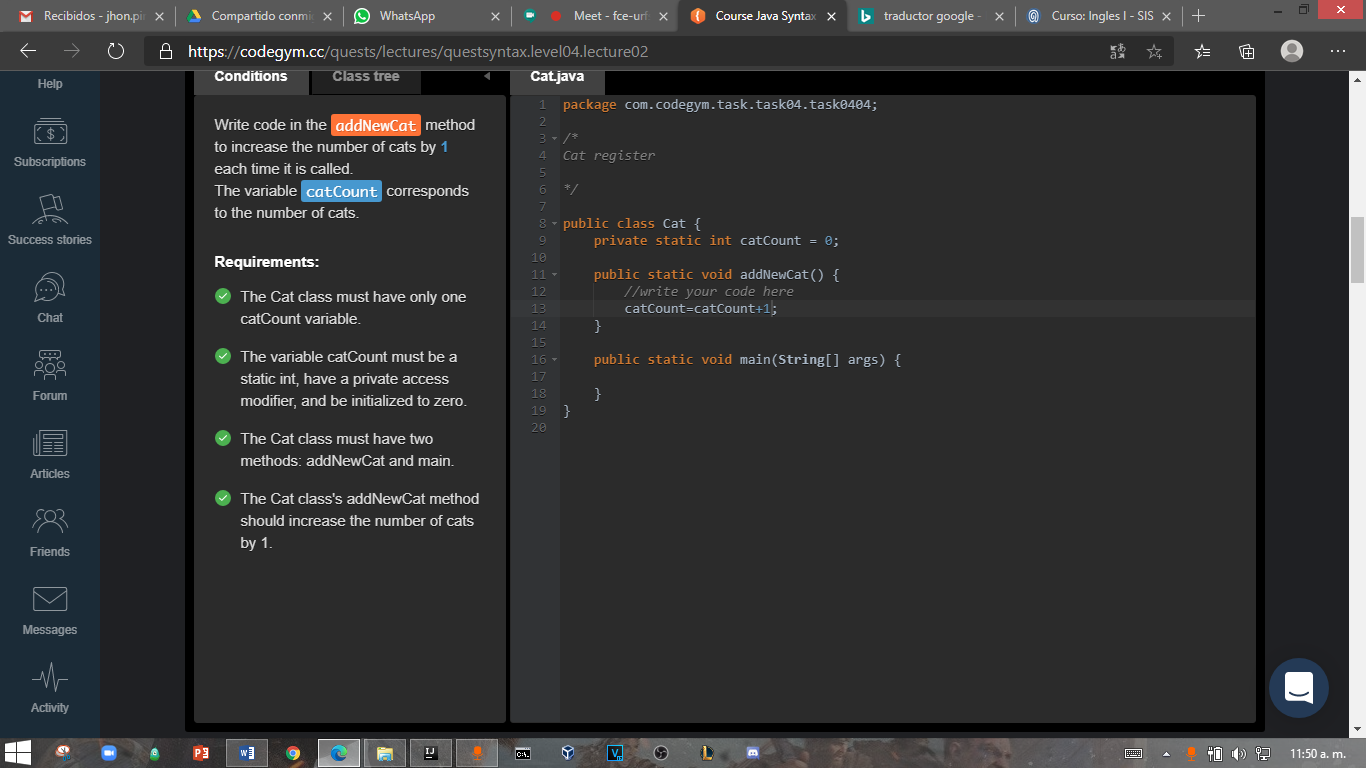 Recibidos - jhon.pi
Compartido conmi
WhatsApp
Meet - fce-urf
Course Java Syntax
traductor google -
Curso: Ingles I - SIS
https://codegym.cc/quests/lectures/questsyntax.level04.lecture02
Help
Subscriptions
Success stories
Chat
Forum
Articles
Friends
Messages
Activity
Conditions
Class tree
Write code in the addNewCat method
to increase the number of cats by 1
each time it is called.
The variable catCount corresponds
to the number of cats.
Requirements:
The Cat class must have only one
catCount variable.
The variable catCount must be a
static int, have a private access
modifier, and be initialized to zero.
The Cat class must have two
methods: addNewCat and main.
The Cat class's addNewCat method
should increase the number of cats
by 1.
Cat.java
1 package com.codegym.task.task04.task0404;
2
3 /*
4 Cat register
5
6 */
7
8 public class Cat {
9 private static int catCount = 0;
10
11 public static void addNewCat() {
12 //write your code here
13 catCount=catCount+1;
14 }
15
16 public static void main(String[] args) {
17
18 }
19 }
20
11:50 a. m.